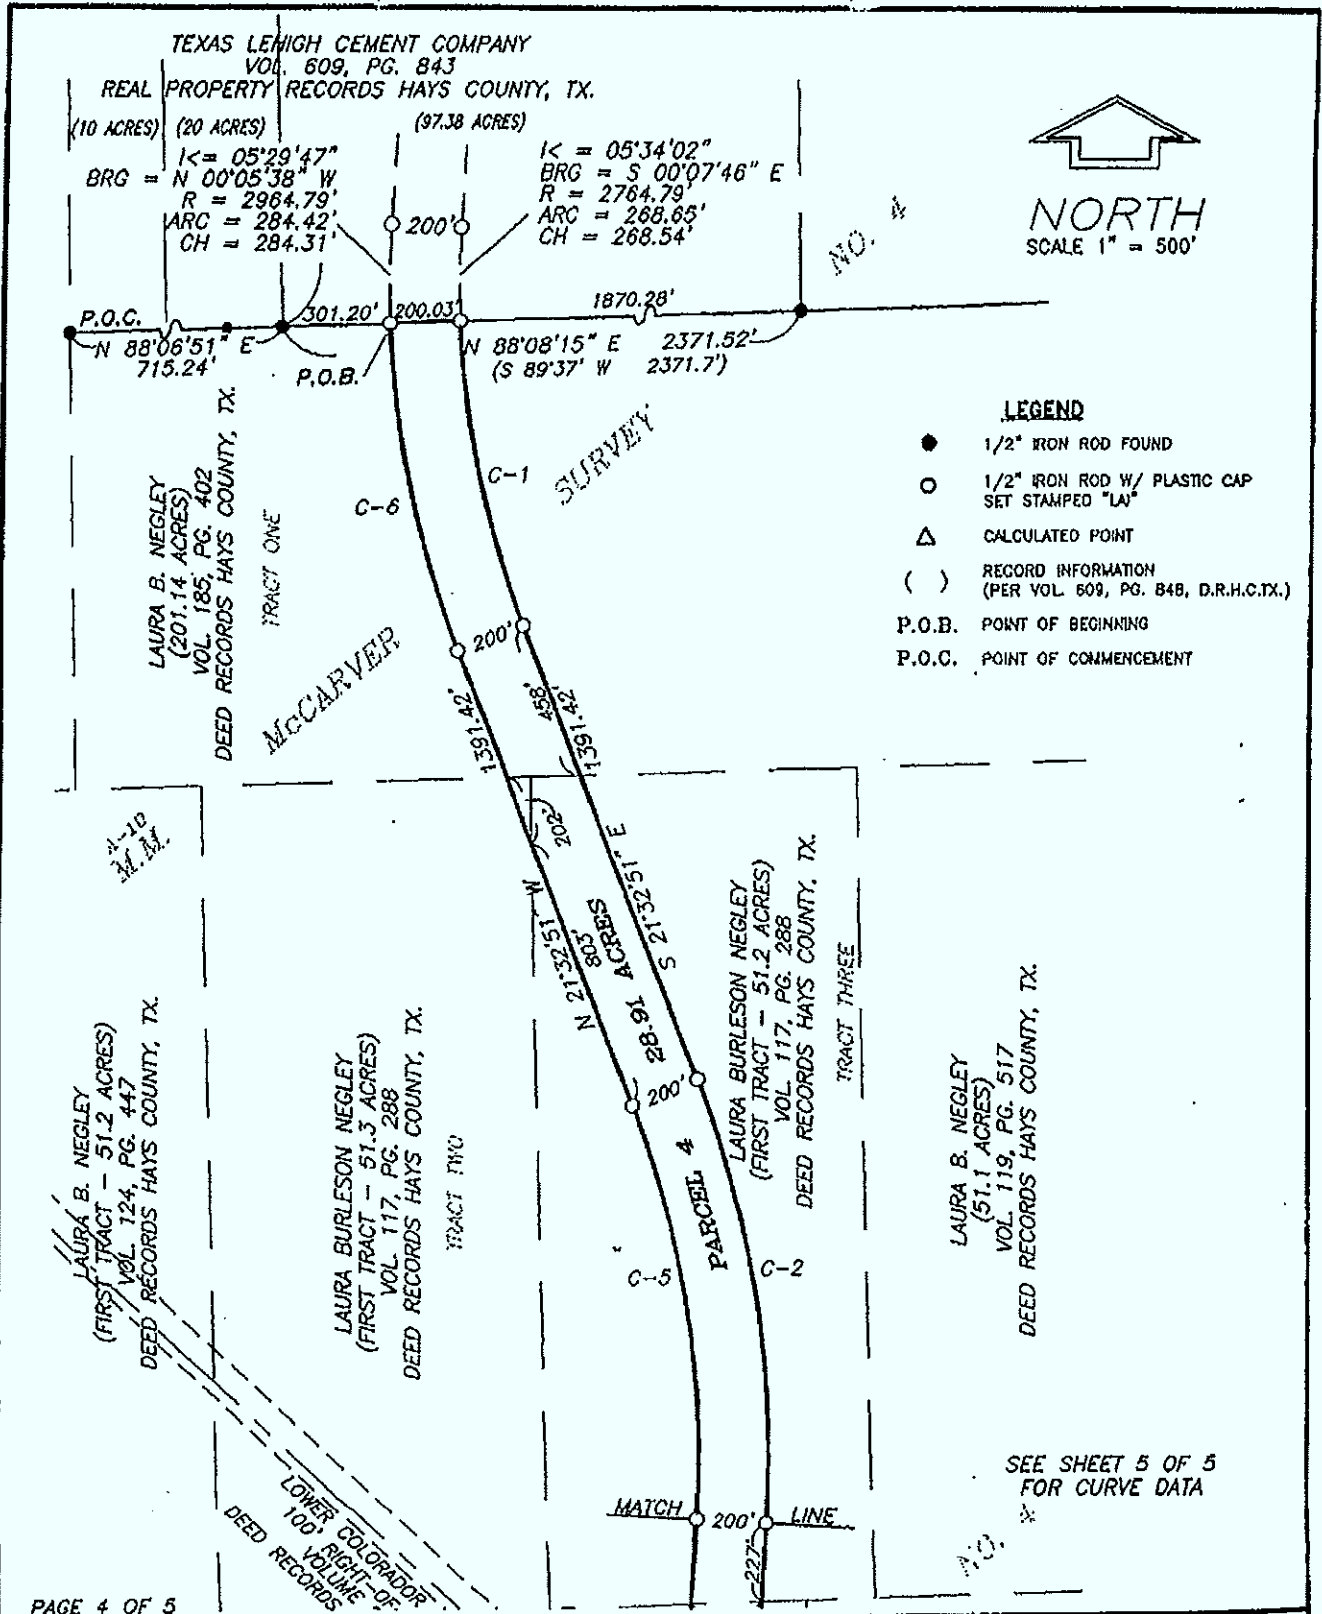 TEXAS LEHIGH CEMENT COMPANY
VOL. 609, PG. 843
REAL PROPERTY RECORDS HAYS COUNTY, TX.
(10 ACRES)
(20 ACRES)
(97.38 ACRES)
I< = 05°29'47"
BRG = N 00°05'38" W
R = 2964.79'
ARC = 284.42'
CH = 284.31'
I< = 05°34'02"
BRG = S 00°07'46" E
R = 2764.79'
ARC = 268.65'
CH = 268.54'
200'
NORTH
SCALE 1" = 500'
NO. 4
P.O.C.
301.20'
200.03'
1870.28'
N 88°06'51" E
715.24'
P.O.B.
N 88°08'15" E 2371.52'
(S 89°37' W 2371.7')
LEGEND
1/2" IRON ROD FOUND
1/2" IRON ROD W/ PLASTIC CAP
SET STAMPED "LAI"
CALCULATED POINT
( ) RECORD INFORMATION
(PER VOL. 609, PG. 848, D.R.H.C.TX.)
P.O.B. POINT OF BEGINNING
P.O.C. POINT OF COMMENCEMENT
LAURA B. NEGLEY
(201.14 ACRES)
VOL. 185, PG. 402
DEED RECORDS HAYS COUNTY, TX.
TRACT ONE
C-6
C-1
SURVEY
McCARVER
200'
1391.42'
458'
1391.42'
A-10
M.M.
202'
N 21°32'51" W
803'
28.91 ACRES
S 21°32'51" E
200'
PARCEL 4
LAURA BURLESON NEGLEY
(FIRST TRACT - 51.2 ACRES)
VOL. 117, PG. 288
DEED RECORDS HAYS COUNTY, TX.
TRACT THREE
LAURA B. NEGLEY
(FIRST TRACT - 51.2 ACRES)
VOL. 124, PG. 447
DEED RECORDS HAYS COUNTY, TX.
LAURA BURLESON NEGLEY
(FIRST TRACT - 51.3 ACRES)
VOL. 117, PG. 288
DEED RECORDS HAYS COUNTY, TX.
TRACT TWO
LAURA B. NEGLEY
(51.1 ACRES)
VOL. 119, PG. 517
DEED RECORDS HAYS COUNTY, TX.
C-5
C-2
LOWER COLORADOR
100' RIGHT-OF-
VOLUME
DEED RECORDS
MATCH
200'
LINE
227'
SEE SHEET 5 OF 5
FOR CURVE DATA
NO. 4
PAGE 4 OF 5